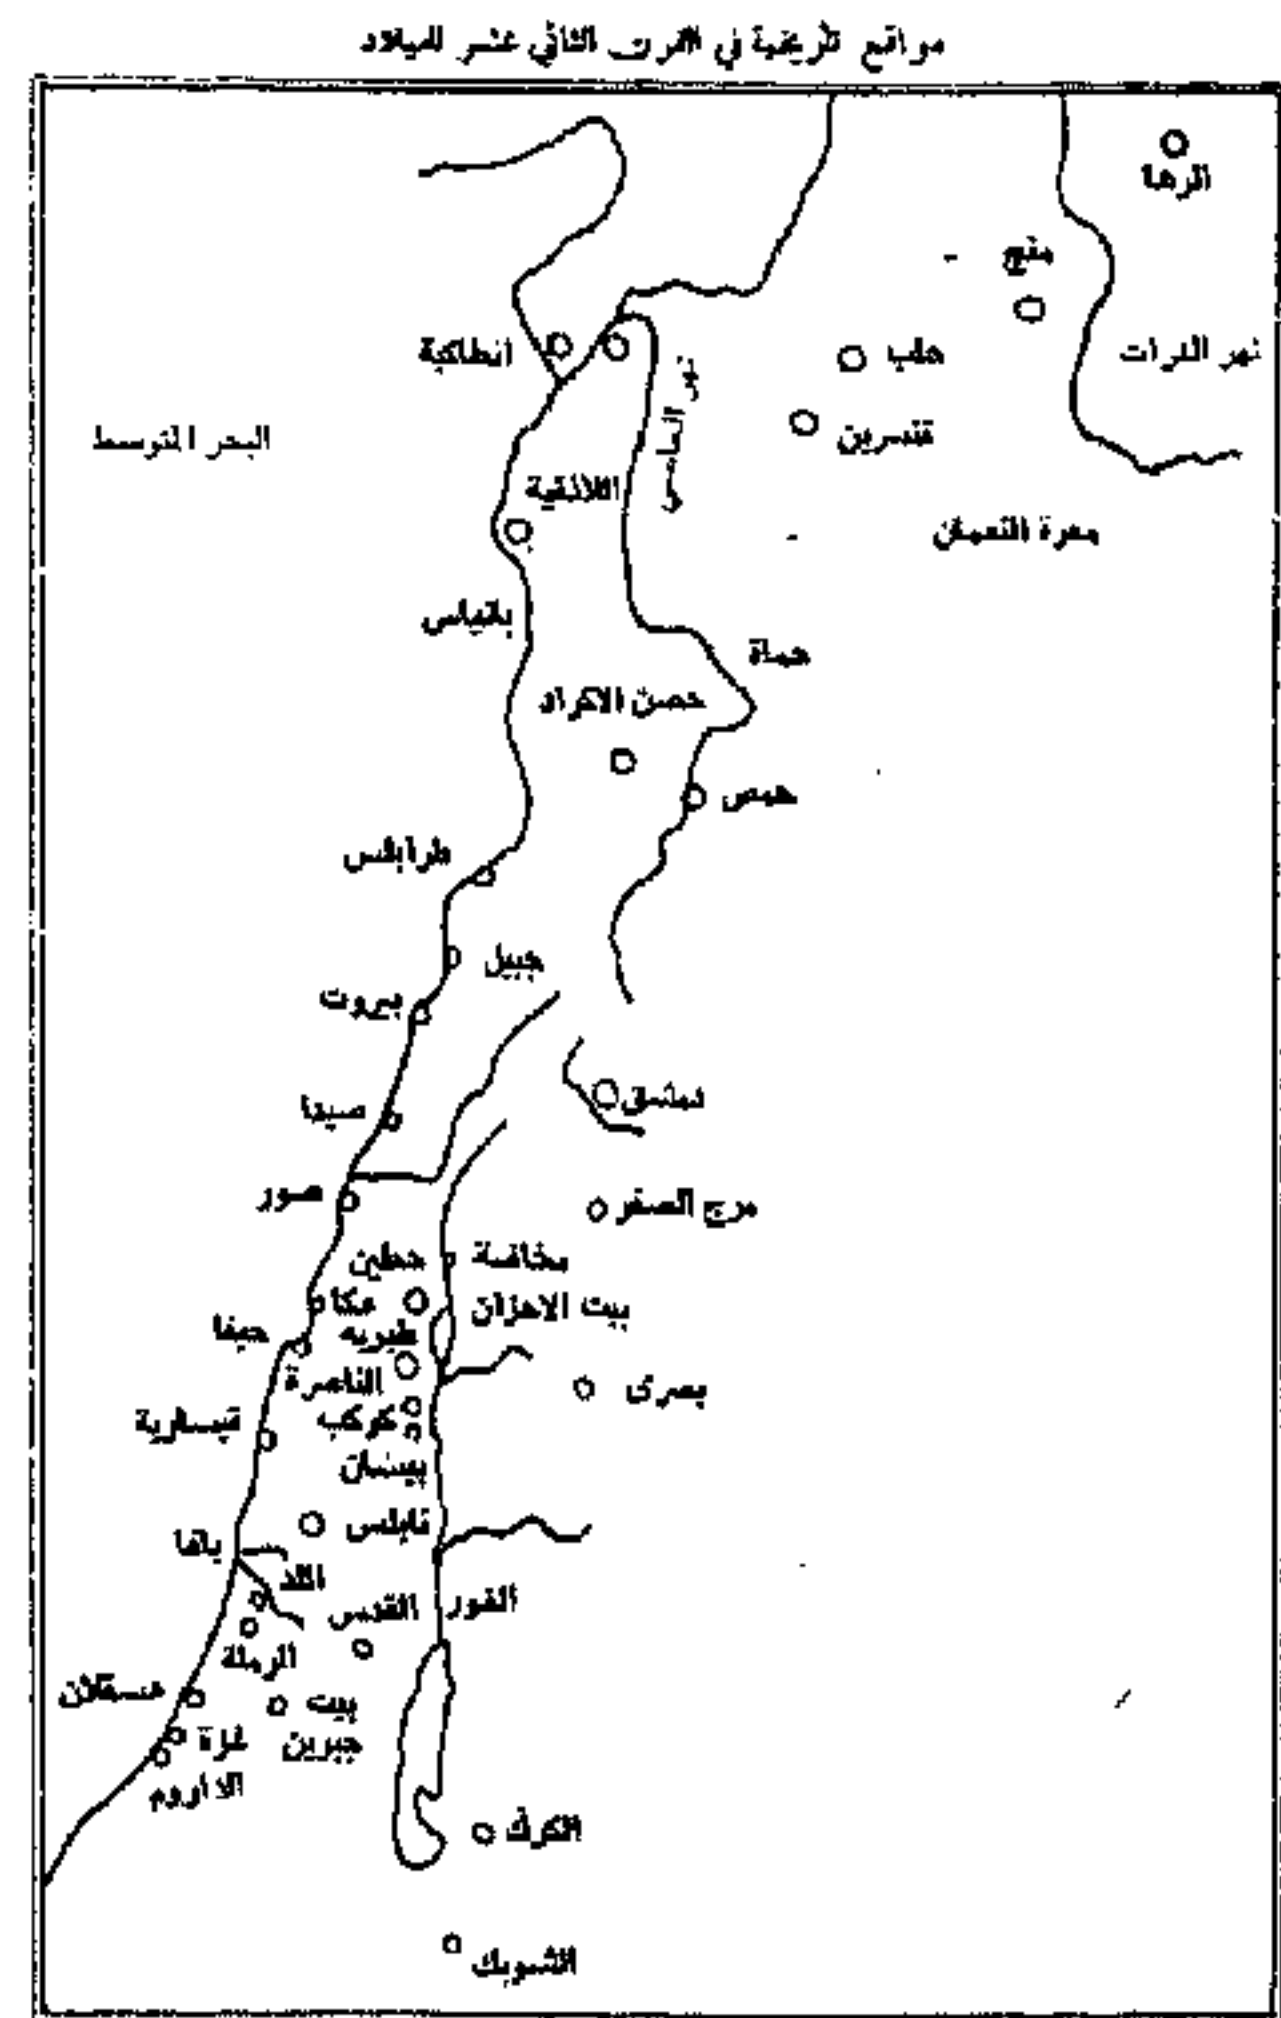 مواقع تأريخية في القرن الثاني عشر للميلاد
الرها
منبج
نهر الفرات
حلب
انطاكية
نهر العاصي
قنسرين
البحر المتوسط
اللاذقية
معرة النعمان
بانياس
حماة
حصن الاكراد
حمص
طرابلس
جبيل
بيروت
دمشق
صيدا
صور
مرج الصفر
حطين
مخاضة
بيت الاحزان
عكا
حيفا
طبريه
الناصرة
بصرى
كوكب
قيسارية
بيسان
نابلس
يافا
اللد
القدس
الغور
الرملة
عسقلان
بيت
جبرين
غزة
الداروم
الكرك
الشوبك